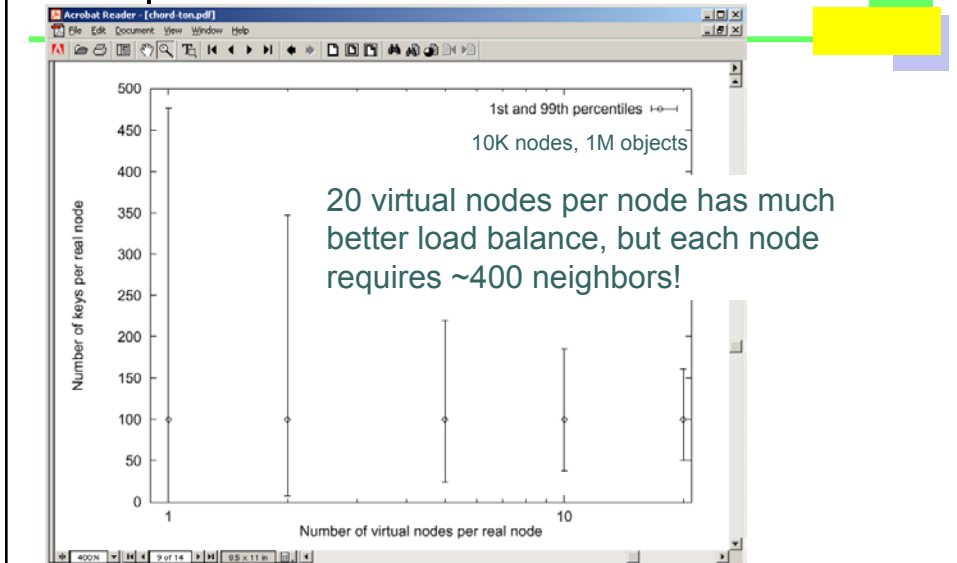 Acrobat Reader - [chord-ton.pdf]
File Edit Document View Window Help
500
450
400
350
300
250
200
150
100
50
0
Number of keys per real node
1st and 99th percentiles
10K nodes, 1M objects
20 virtual nodes per node has much
better load balance, but each node
requires ~400 neighbors!
1
10
Number of virtual nodes per real node
400%
9 of 14
8.5 x 11 in